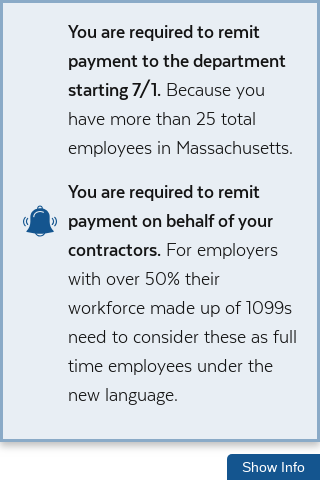 You are required to remit
payment to the department
starting 7/1. Because you
have more than 25 total
employees in Massachusetts.
You are required to remit
payment on behalf of your
contractors. For employers
with over 50% their
workforce made up of 1099s
need to consider these as full
time employees under the
new language.
Show Info